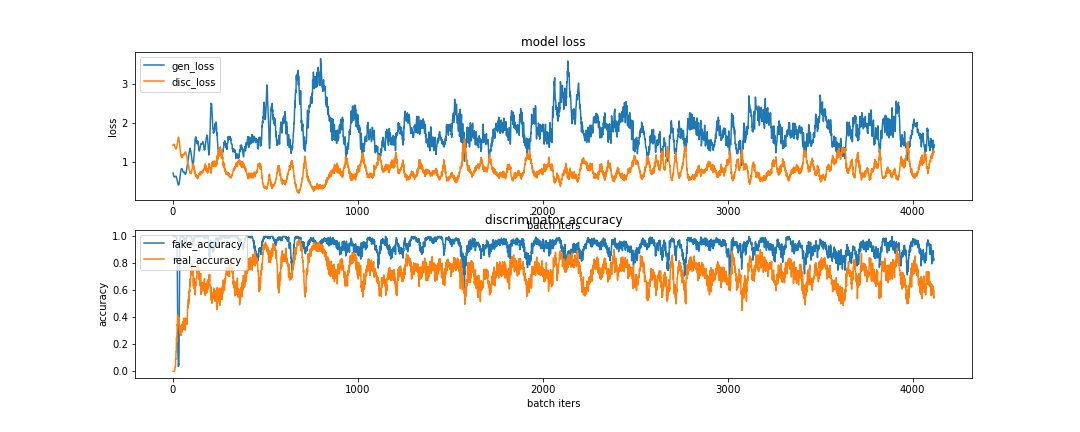 model loss
gen_loss
disc_loss
loss
3
2
1
0
1000
2000
3000
4000
batch iters
discriminator accuracy
fake_accuracy
real_accuracy
accuracy
1.0
0.8
0.6
0.4
0.2
0.0
0
1000
2000
3000
4000
batch iters